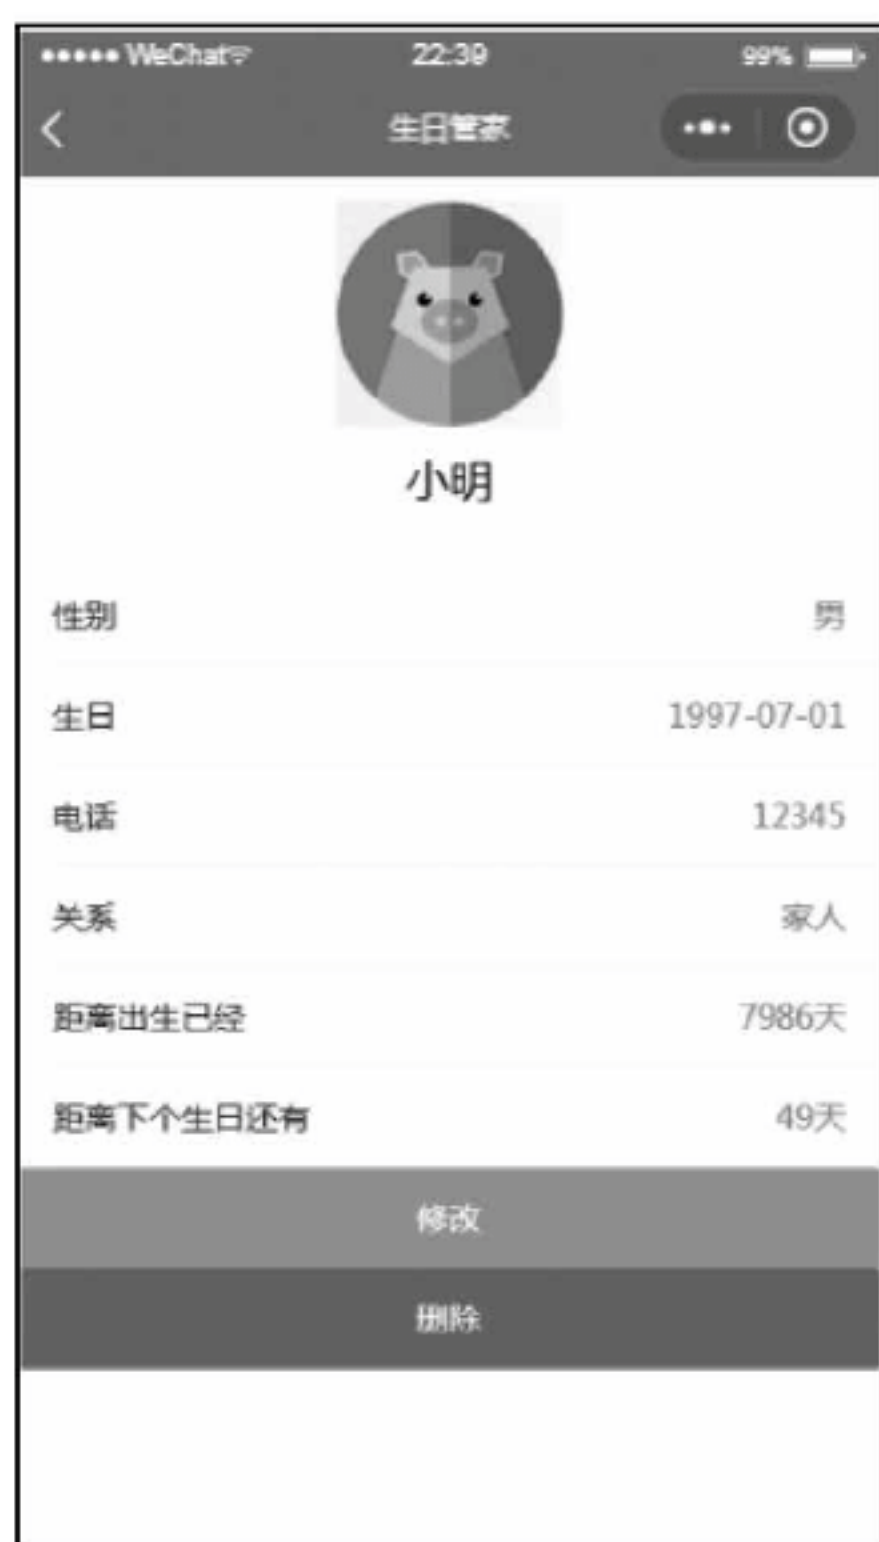 WeChat 22:39 99%
生日管家
小明
性别 男
生日 1997-07-01
电话 12345
关系 家人
距离出生已经 7986天
距离下个生日还有 49天
修改
删除